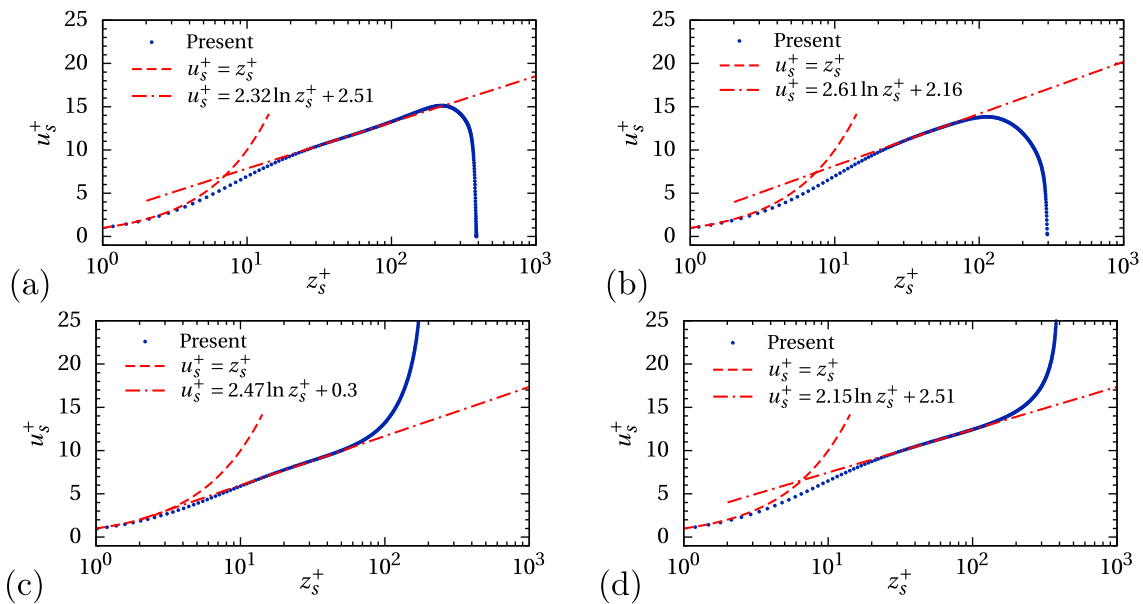 25
20
15
10
5
0
u_s^+
Present
u_s^+ = z_s^+
u_s^+ = 2.32 ln z_s^+ + 2.51
10^0 10^1 10^2 10^3
z_s^+
(a)
25
20
15
10
5
0
u_s^+
Present
u_s^+ = z_s^+
u_s^+ = 2.61 ln z_s^+ + 2.16
10^0 10^1 10^2 10^3
z_s^+
(b)
25
20
15
10
5
0
u_s^+
Present
u_s^+ = z_s^+
u_s^+ = 2.47 ln z_s^+ + 0.3
10^0 10^1 10^2 10^3
z_s^+
(c)
25
20
15
10
5
0
u_s^+
Present
u_s^+ = z_s^+
u_s^+ = 2.15 ln z_s^+ + 2.51
10^0 10^1 10^2 10^3
z_s^+
(d)